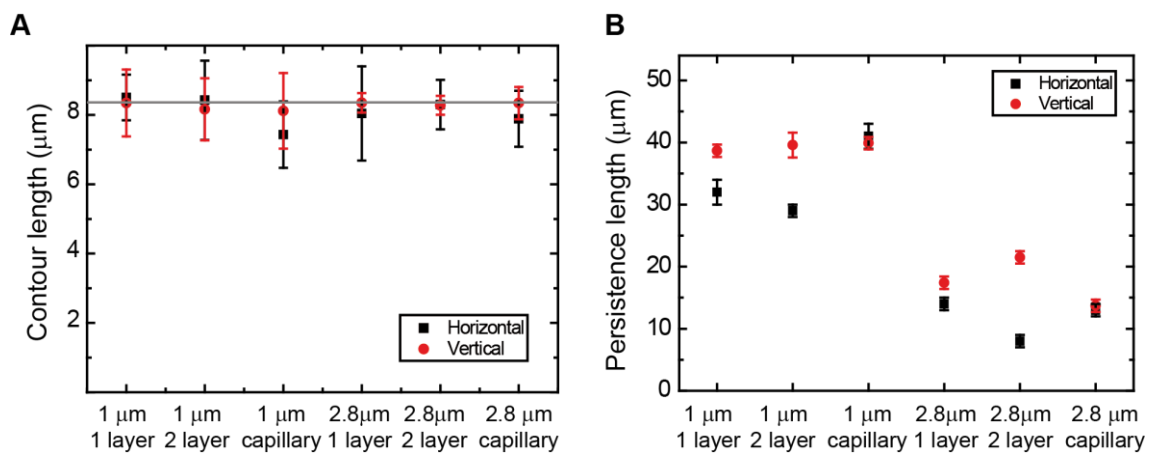 A
Contour length (μm)
8
6
4
2
Horizontal
Vertical
1 μm
1 layer
1 μm
2 layer
1 μm
capillary
2.8μm
1 layer
2.8μm
2 layer
2.8 μm
capillary
B
Persistence length (μm)
50
40
30
20
10
0
Horizontal
Vertical
1 μm
1 layer
1 μm
2 layer
1 μm
capillary
2.8μm
1 layer
2.8μm
2 layer
2.8 μm
capillary